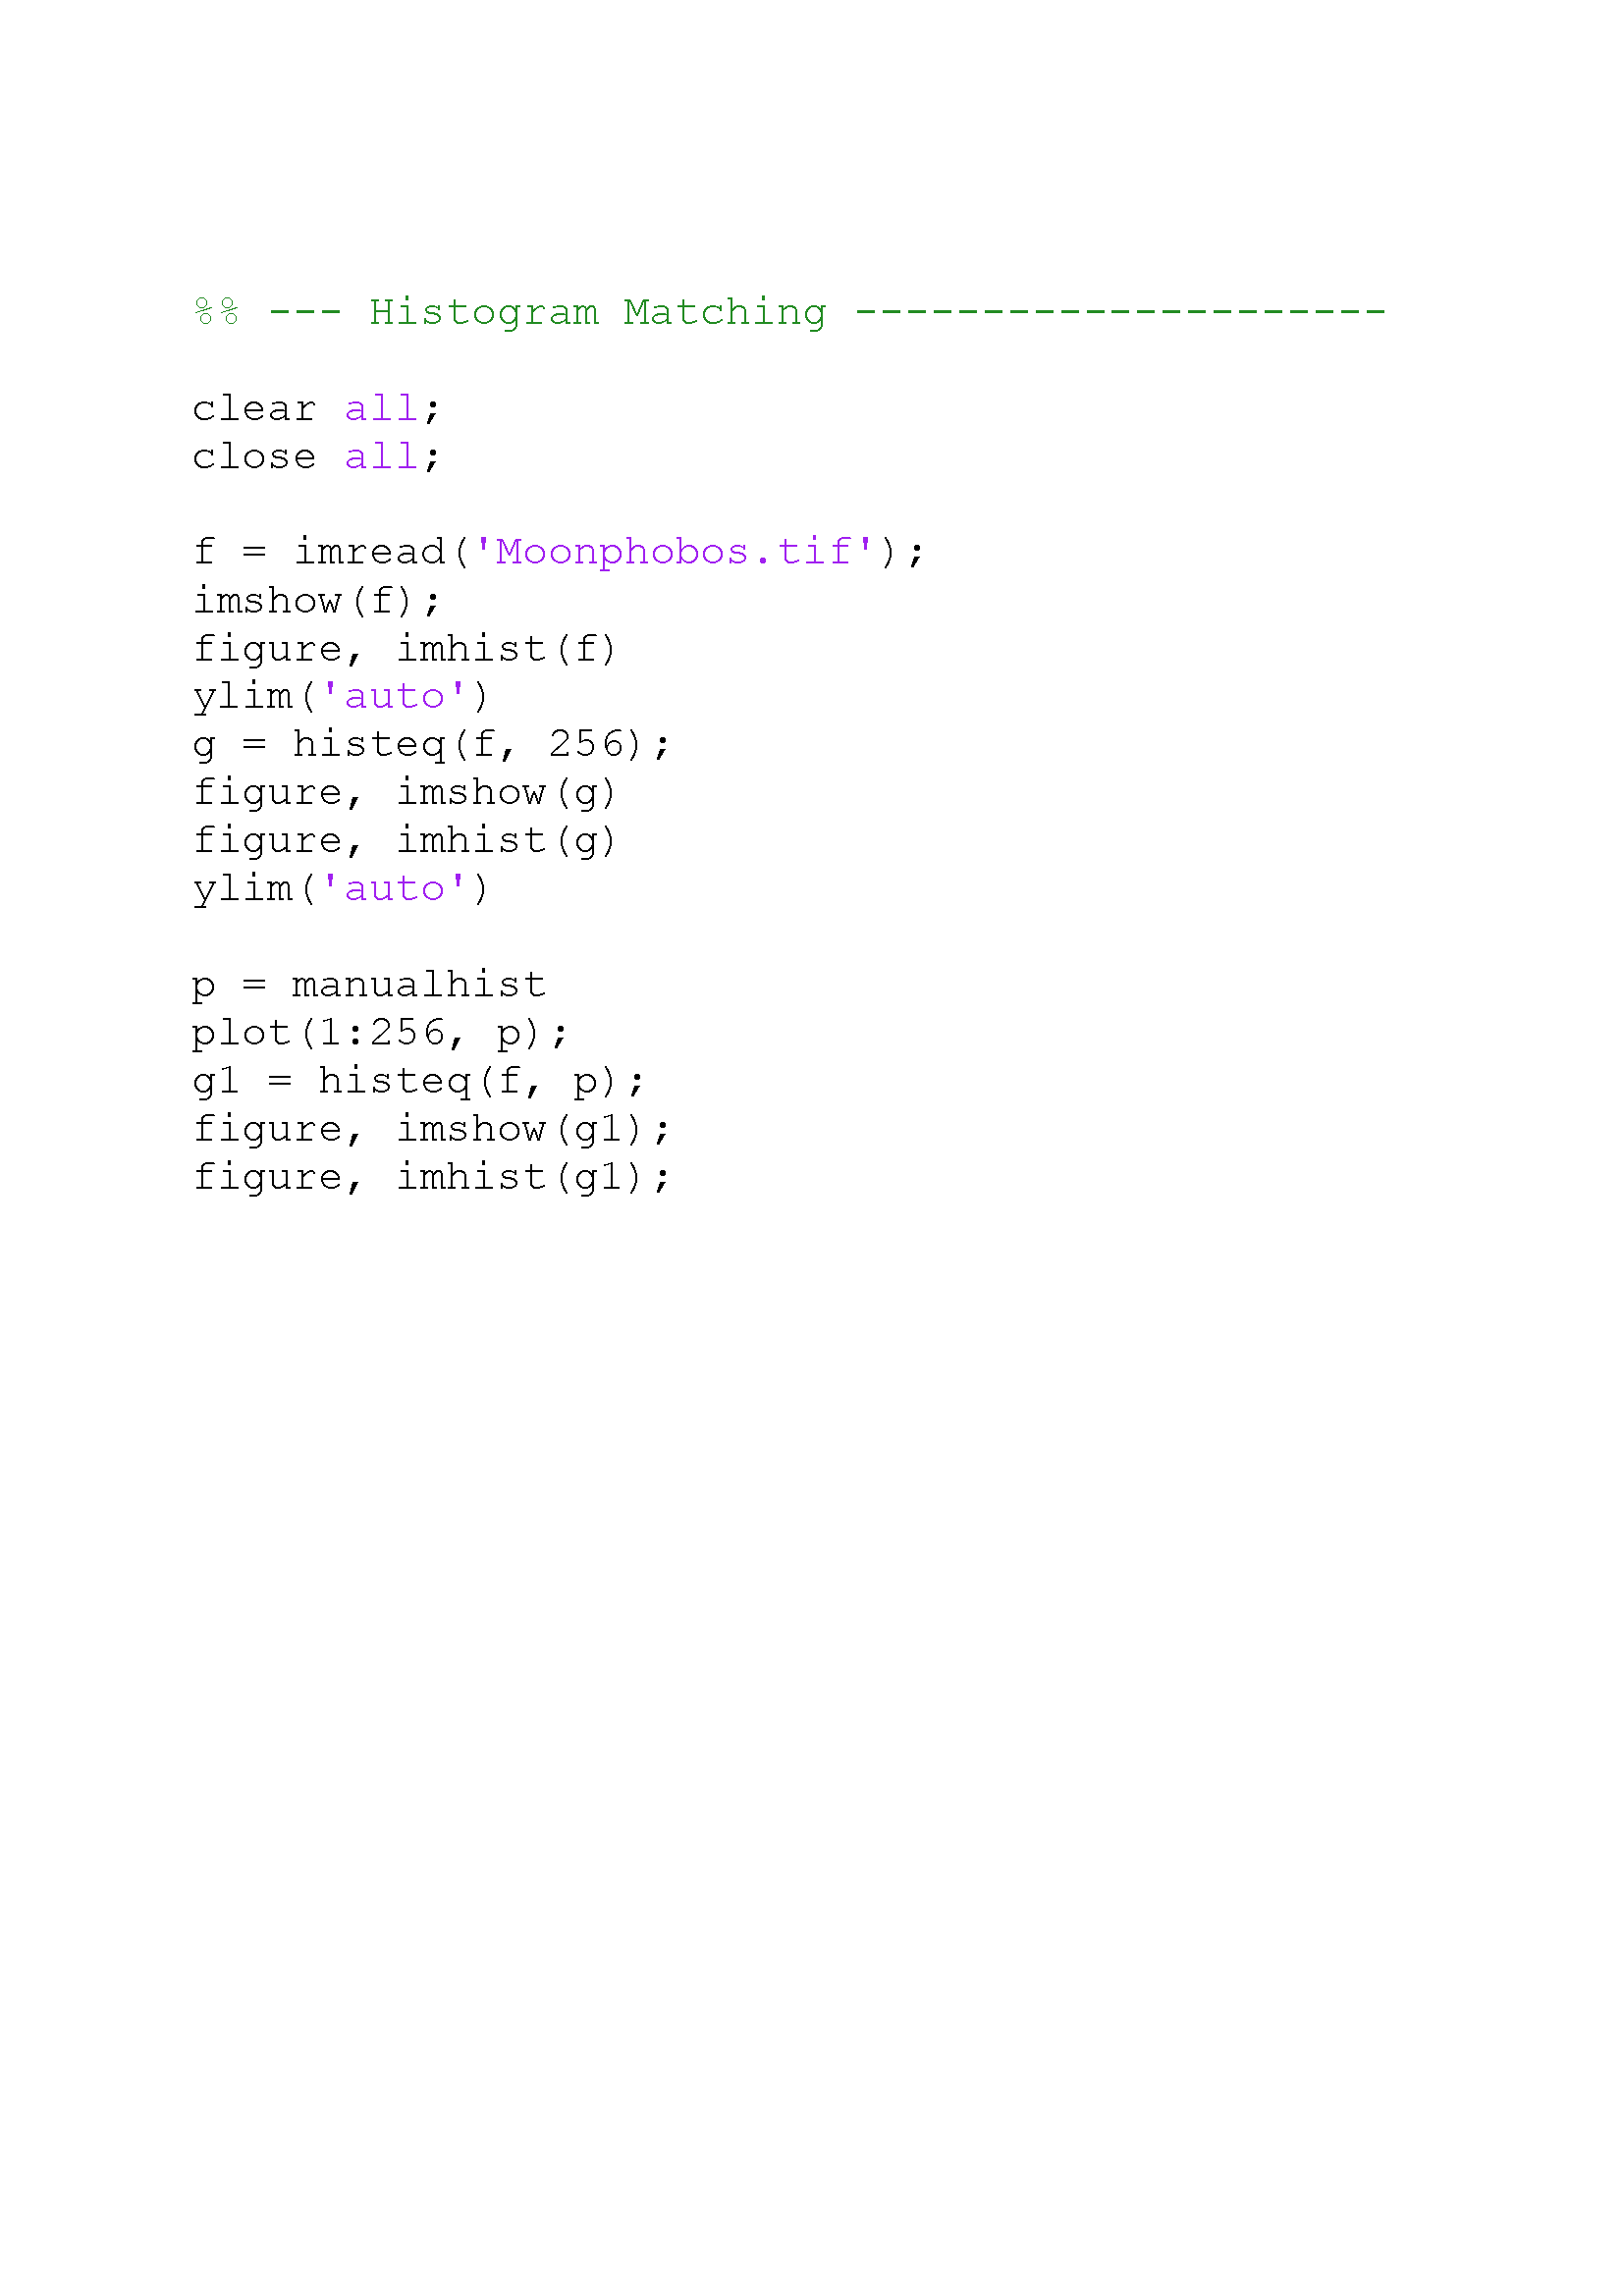 %% --- Histogram Matching ---------------------
clear all;
close all;
f = imread('Moonphobos.tif');
imshow(f);
figure, imhist(f)
ylim('auto')
g = histeq(f, 256);
figure, imshow(g)
figure, imhist(g)
ylim('auto')
p = manualhist
plot(1:256, p);
g1 = histeq(f, p);
figure, imshow(g1);
figure, imhist(g1);